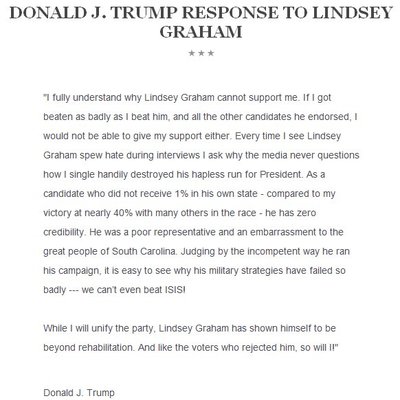 DONALD J. TRUMP RESPONSE TO LINDSEY
GRAHAM
"I fully understand why Lindsey Graham cannot support me. If I got
beaten as badly as I beat him, and all the other candidates he endorsed, I
would not be able to give my support either. Every time I see Lindsey
Graham spew hate during interviews I ask why the media never questions
how I single handily destroyed his hapless run for President. As a
candidate who did not receive 1% in his own state - compared to my
victory at nearly 40% with many others in the race - he has zero
credibility. He was a poor representative and an embarrassment to the
great people of South Carolina. Judging by the incompetent way he ran
his campaign, it is easy to see why his military strategies have failed so
badly --- we can't even beat ISIS!
While I will unify the party, Lindsey Graham has shown himself to be
beyond rehabilitation. And like the voters who rejected him, so will I!"
Donald J. Trump